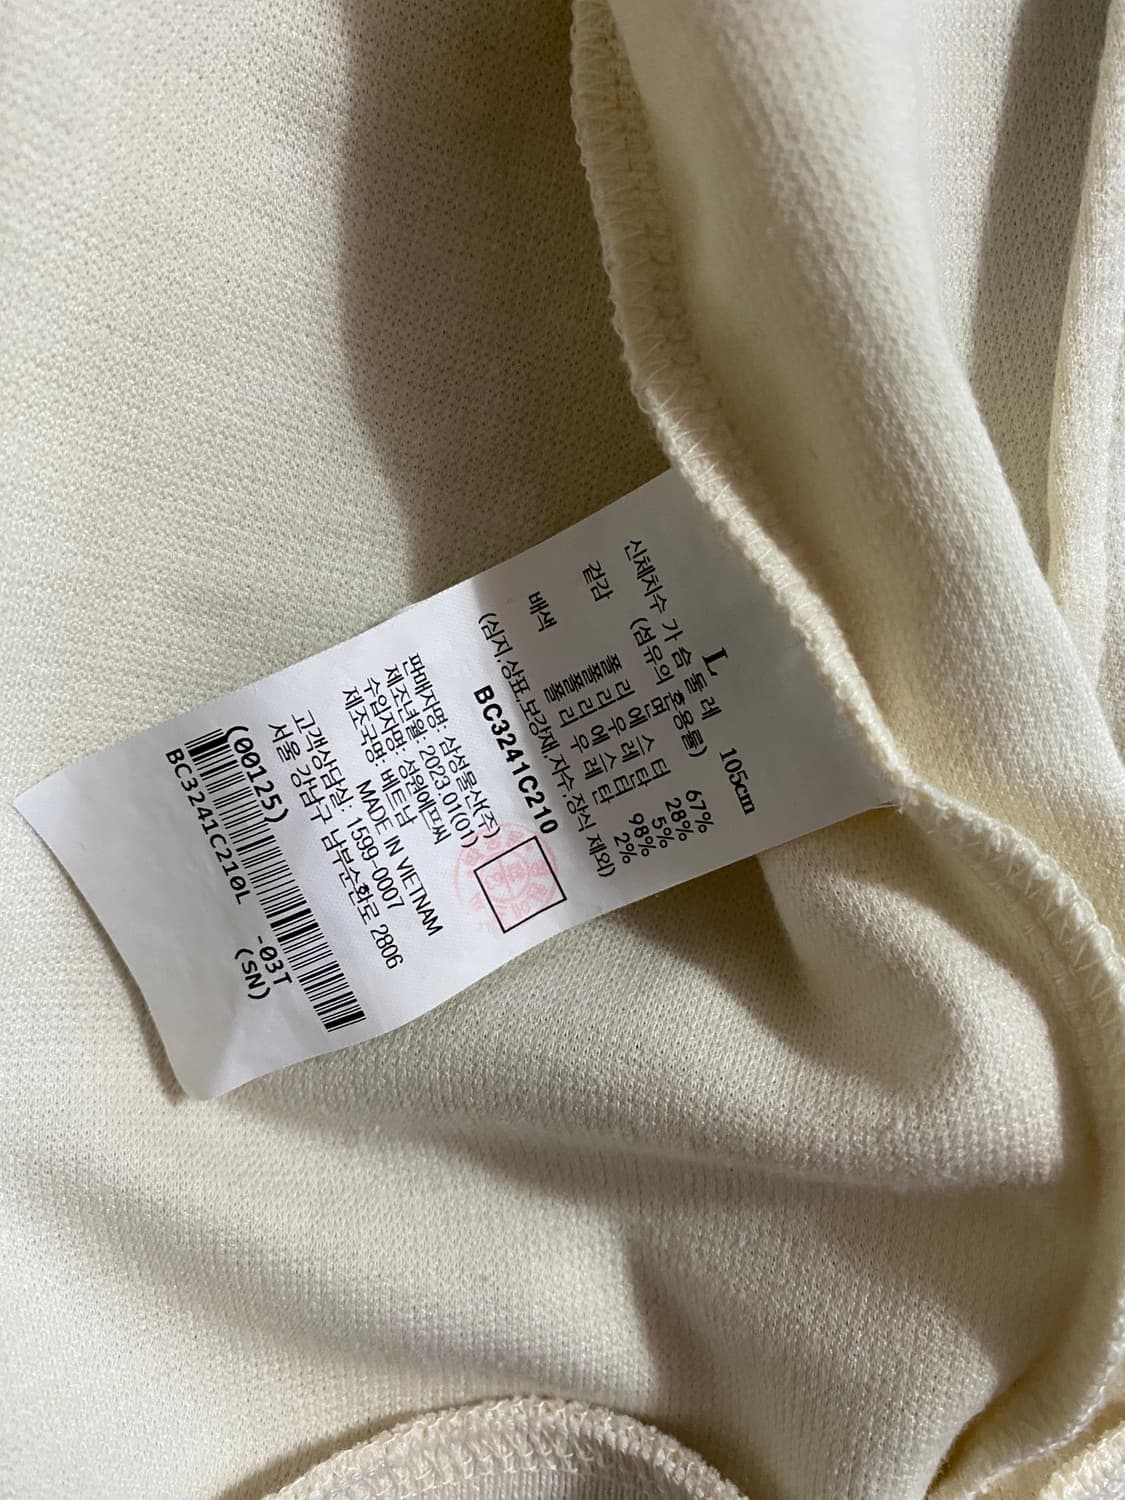 L
신체치수 가슴둘레 105cm
(섬유의 혼용률)
겉감 폴리에스터 67%
면 28%
폴리우레탄 5%
배색 폴리에스터 98%
폴리우레탄 2%
(심지,상표,보강재,자수,장식 제외)
BC3241C210
판매자명: 삼성물산(주)
제조년월: 2023.01(01)
수입자명: 성원에프씨
제조국명: 베트남
MADE IN VIETNAM
고객상담실: 1599-0007
서울 강남구 남부순환로 2806
(00125) -03T
(SN)
BC3241C210L